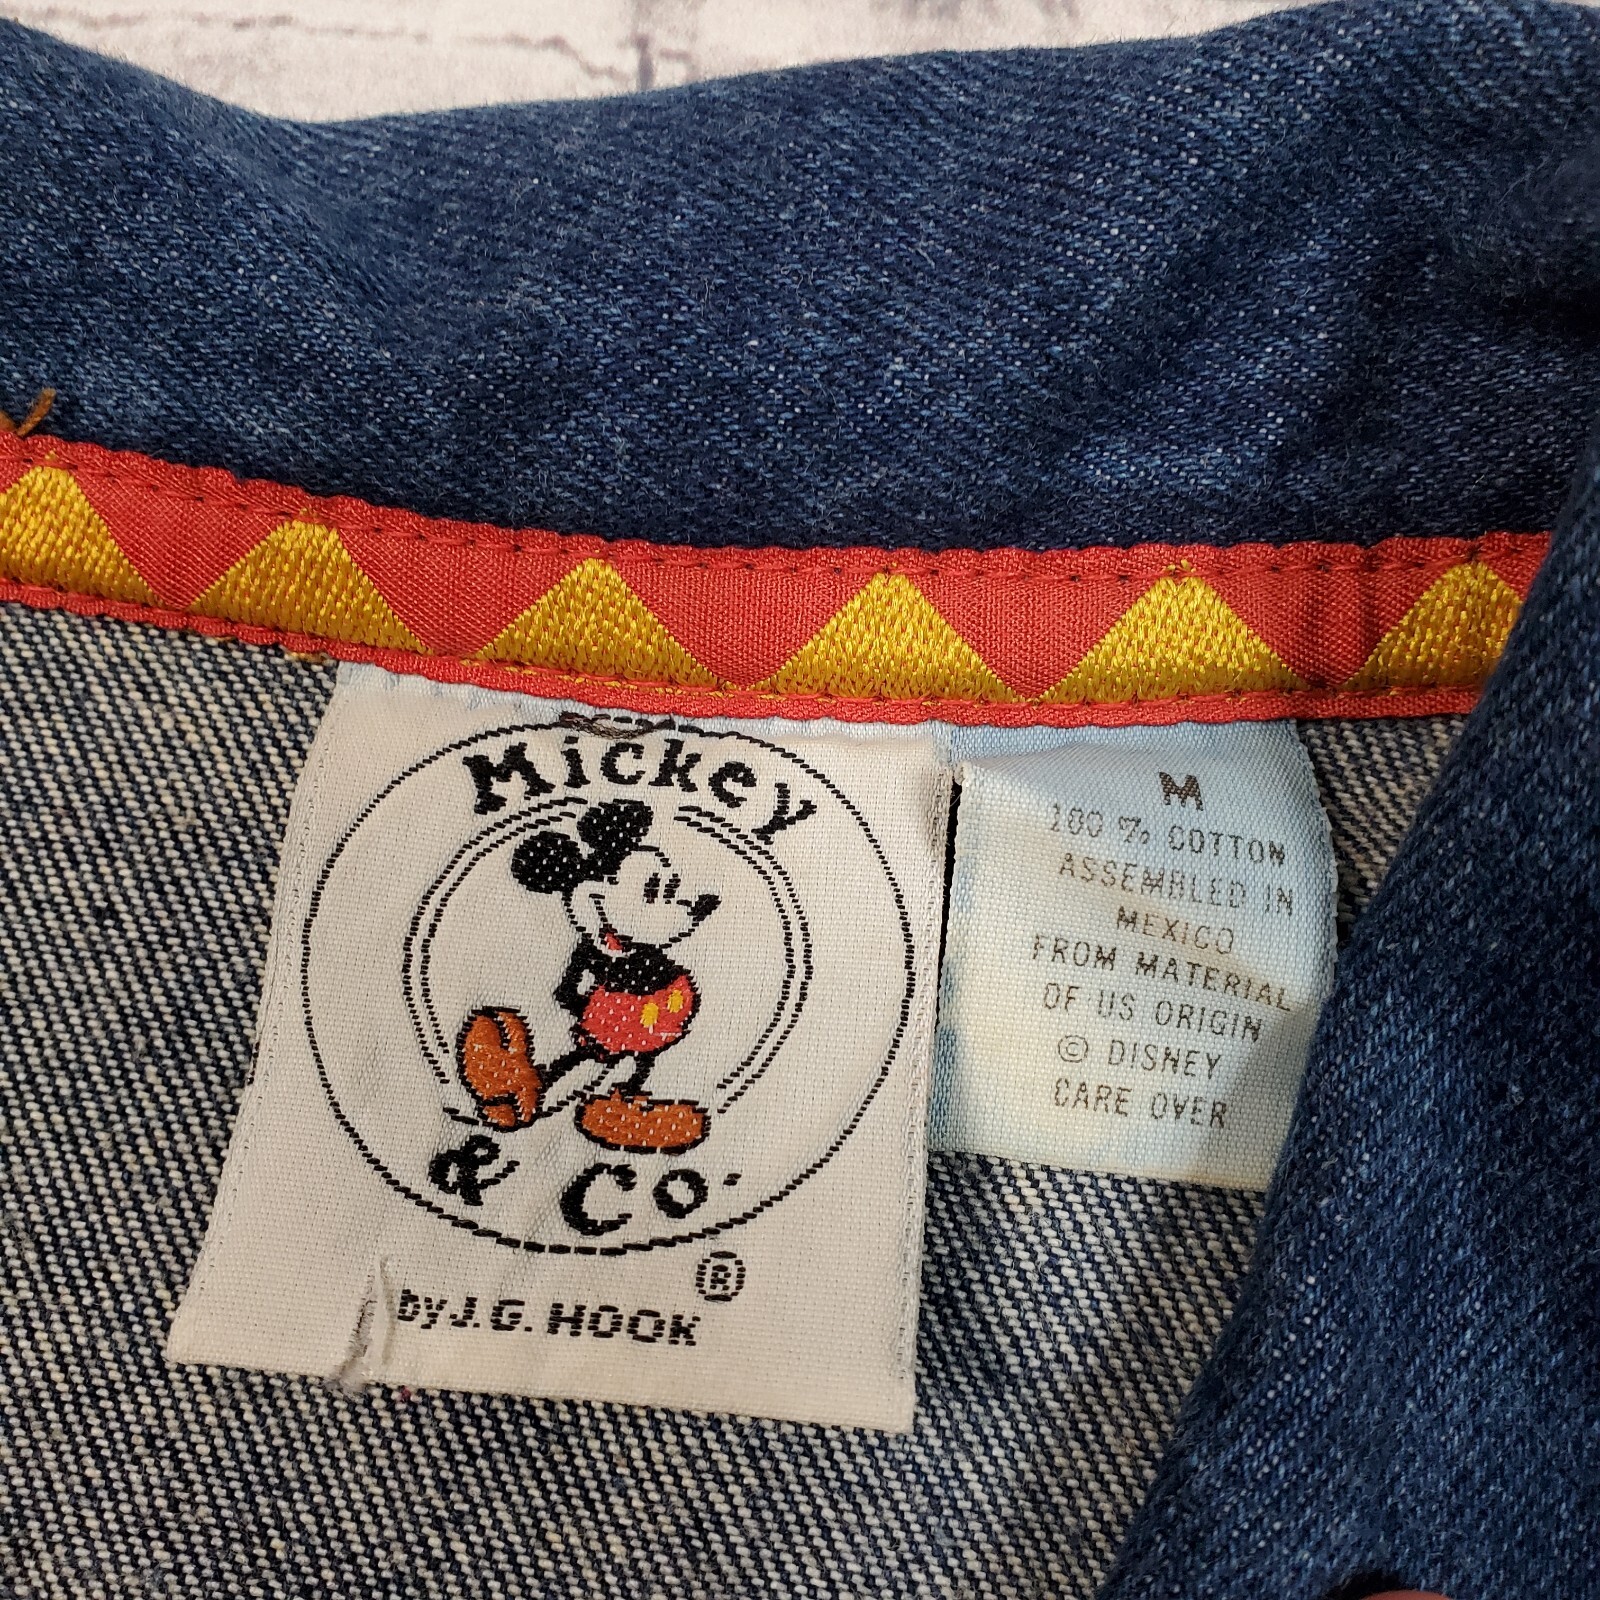 Mickey
& Co.
®
by J.G. HOOK
M
100 % COTTON
ASSEMBLED IN
MEXICO
FROM MATERIAL
OF US ORIGIN
© DISNEY
CARE OVER